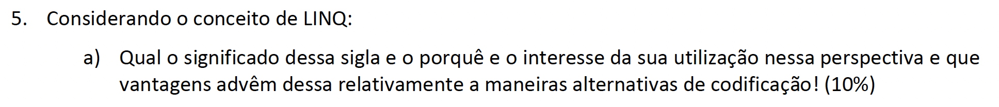 5. Considerando o conceito de LINQ:
a) Qual o significado dessa sigla e o porquê e o interesse da sua utilização nessa perspectiva e que
vantagens advêm dessa relativamente a maneiras alternativas de codificação! (10%)